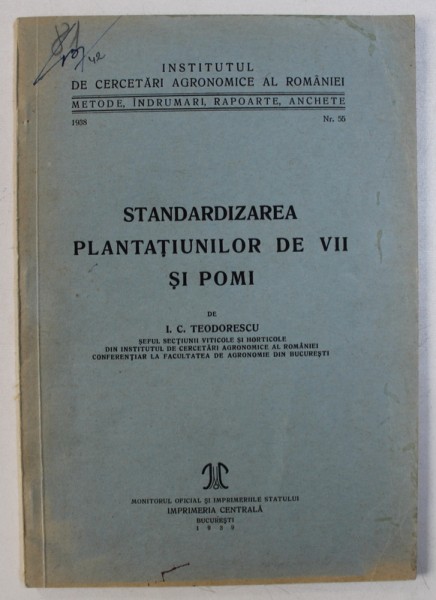 INSTITUTUL
DE CERCETĂRI AGRONOMICE AL ROMÂNIEI
METODE, ÎNDRUMARI, RAPOARTE, ANCHETE
1938 Nr. 55
STANDARDIZAREA
PLANTAȚIUNILOR DE VII
ȘI POMI
DE
I. C. TEODORESCU
ȘEFUL SECȚIUNII VITICOLE ȘI HORTICOLE
DIN INSTITUTUL DE CERCETĂRI AGRONOMICE AL ROMÂNIEI
CONFERENȚIAR LA FACULTATEA DE AGRONOMIE DIN BUCUREȘTI
MONITORUL OFICIAL ȘI IMPRIMERIILE STATULUI
IMPRIMERIA CENTRALĂ
BUCUREȘTI